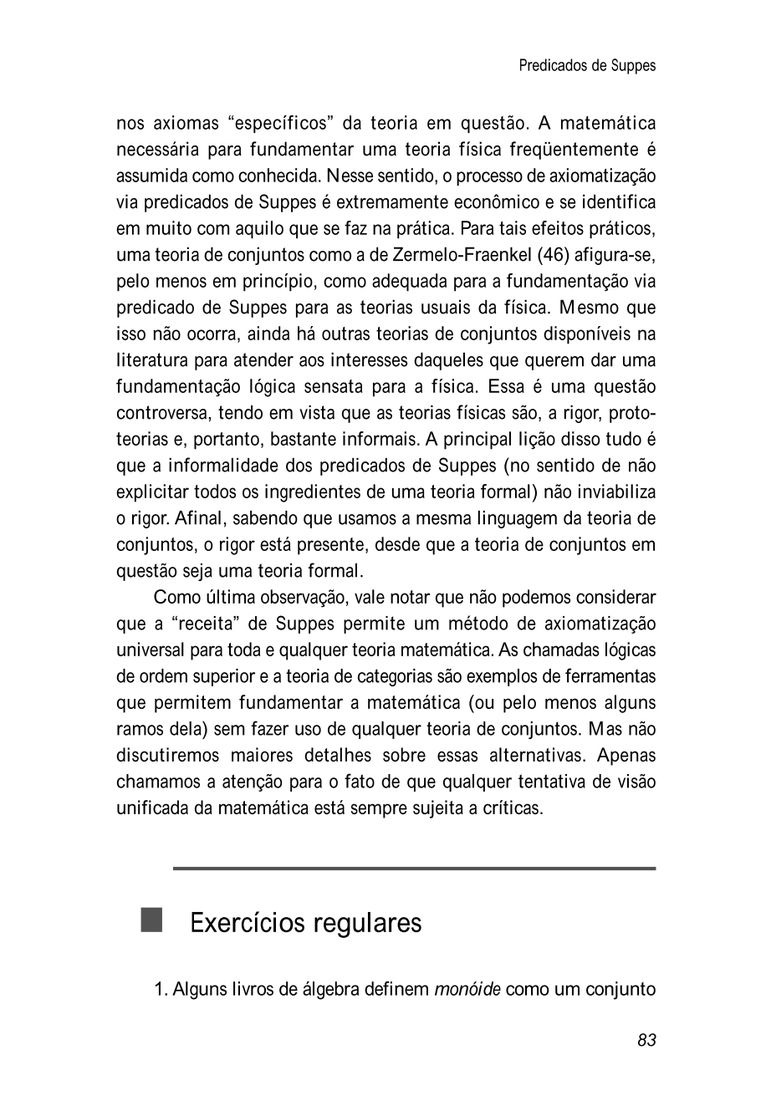 Predicados de Suppes
nos axiomas “específicos” da teoria em questão. A matemática
necessária para fundamentar uma teoria física freqüentemente é
assumida como conhecida. Nesse sentido, o processo de axiomatização
via predicados de Suppes é extremamente econômico e se identifica
em muito com aquilo que se faz na prática. Para tais efeitos práticos,
uma teoria de conjuntos como a de Zermelo-Fraenkel (46) afigura-se,
pelo menos em princípio, como adequada para a fundamentação via
predicado de Suppes para as teorias usuais da física. Mesmo que
isso não ocorra, ainda há outras teorias de conjuntos disponíveis na
literatura para atender aos interesses daqueles que querem dar uma
fundamentação lógica sensata para a física. Essa é uma questão
controversa, tendo em vista que as teorias físicas são, a rigor, proto-
teorias e, portanto, bastante informais. A principal lição disso tudo é
que a informalidade dos predicados de Suppes (no sentido de não
explicitar todos os ingredientes de uma teoria formal) não inviabiliza
o rigor. Afinal, sabendo que usamos a mesma linguagem da teoria de
conjuntos, o rigor está presente, desde que a teoria de conjuntos em
questão seja uma teoria formal.
Como última observação, vale notar que não podemos considerar
que a “receita” de Suppes permite um método de axiomatização
universal para toda e qualquer teoria matemática. As chamadas lógicas
de ordem superior e a teoria de categorias são exemplos de ferramentas
que permitem fundamentar a matemática (ou pelo menos alguns
ramos dela) sem fazer uso de qualquer teoria de conjuntos. Mas não
discutiremos maiores detalhes sobre essas alternativas. Apenas
chamamos a atenção para o fato de que qualquer tentativa de visão
unificada da matemática está sempre sujeita a críticas.
Exercícios regulares
1. Alguns livros de álgebra definem monóide como um conjunto
83